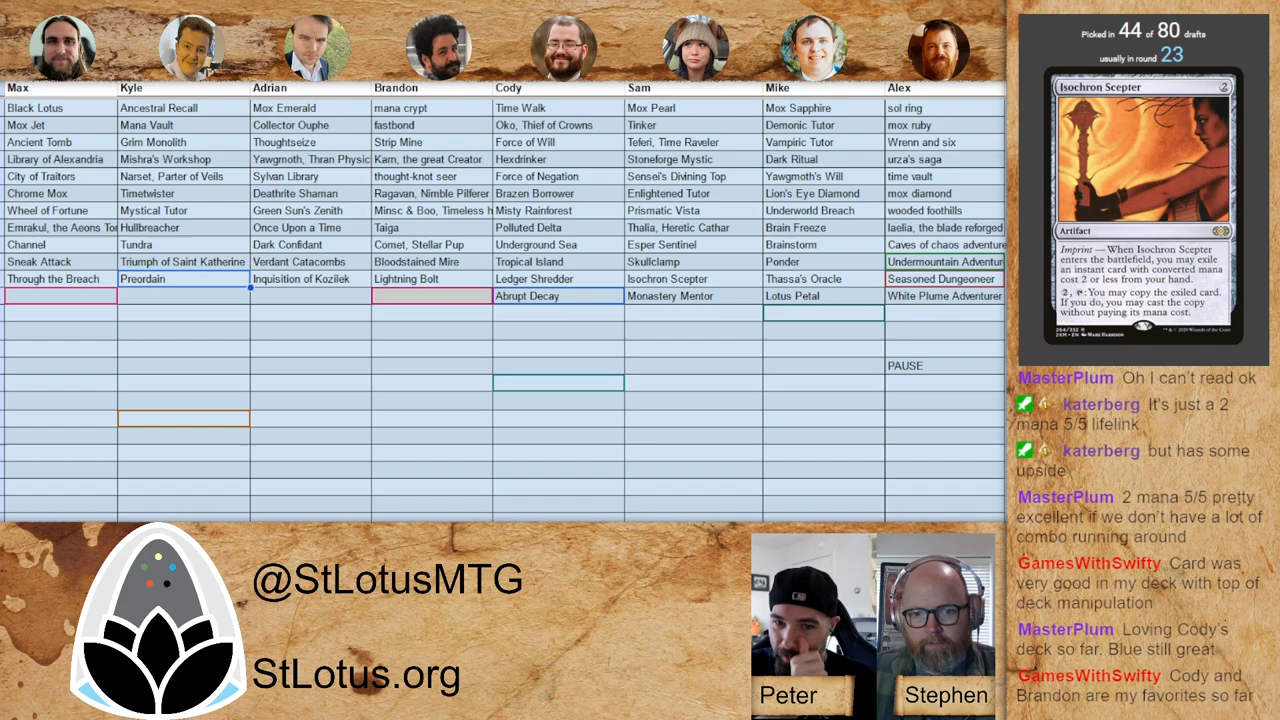 Max Kyle Adrian Brandon Cody Sam Mike Alex
Black Lotus Ancestral Recall Mox Emerald mana crypt Time Walk Mox Pearl Mox Sapphire sol ring
Mox Jet Mana Vault Collector Ouphe fastbond Oko, Thief of Crowns Tinker Demonic Tutor mox ruby
Ancient Tomb Grim Monolith Thoughtseize Strip Mine Force of Will Teferi, Time Raveler Vampiric Tutor Wrenn and six
Library of Alexandria Mishra's Workshop Yawgmoth, Thran Physic Karn, the great Creator Hexdrinker Stoneforge Mystic Dark Ritual urza's saga
City of Traitors Narset, Parter of Veils Sylvan Library thought-knot seer Force of Negation Sensei's Divining Top Yawgmoth's Will time vault
Chrome Mox Timetwister Deathrite Shaman Ragavan, Nimble Pilferer Brazen Borrower Enlightened Tutor Lion's Eye Diamond mox diamond
Wheel of Fortune Mystical Tutor Green Sun's Zenith Minsc & Boo, Timeless h Misty Rainforest Prismatic Vista Underworld Breach wooded foothills
Emrakul, the Aeons Tor Hullbreacher Once Upon a Time Taiga Polluted Delta Thalia, Heretic Cathar Brain Freeze laelia, the blade reforged
Channel Tundra Dark Confidant Comet, Stellar Pup Underground Sea Esper Sentinel Brainstorm Caves of chaos adventure
Sneak Attack Triumph of Saint Katherine Verdant Catacombs Bloodstained Mire Tropical Island Skullclamp Ponder Undermountain Adventur
Through the Breach Preordain Inquisition of Kozilek Lightning Bolt Ledger Shredder Isochron Scepter Thassa's Oracle Seasoned Dungeoneer
Abrupt Decay Monastery Mentor Lotus Petal White Plume Adventurer
PAUSE
@StLotusMTG
StLotus.org
Peter Stephen
Picked in 44 of 80 drafts
usually in round 23
Isochron Scepter 2
Artifact
Imprint — When Isochron Scepter
enters the battlefield, you may exile
an instant card with converted mana
cost 2 or less from your hand.
2, : You may copy the exiled card.
If you do, you may cast the copy
without paying its mana cost.
MasterPlum Oh I can't read ok
katerberg It's just a 2
mana 5/5 lifelink
katerberg but has some
upside
MasterPlum 2 mana 5/5 pretty
excellent if we don't have a lot of
combo running around
GamesWithSwifty Card was
very good in my deck with top of
deck manipulation
MasterPlum Loving Cody's
deck so far. Blue still great
GamesWithSwifty Cody and
Brandon are my favorites so far